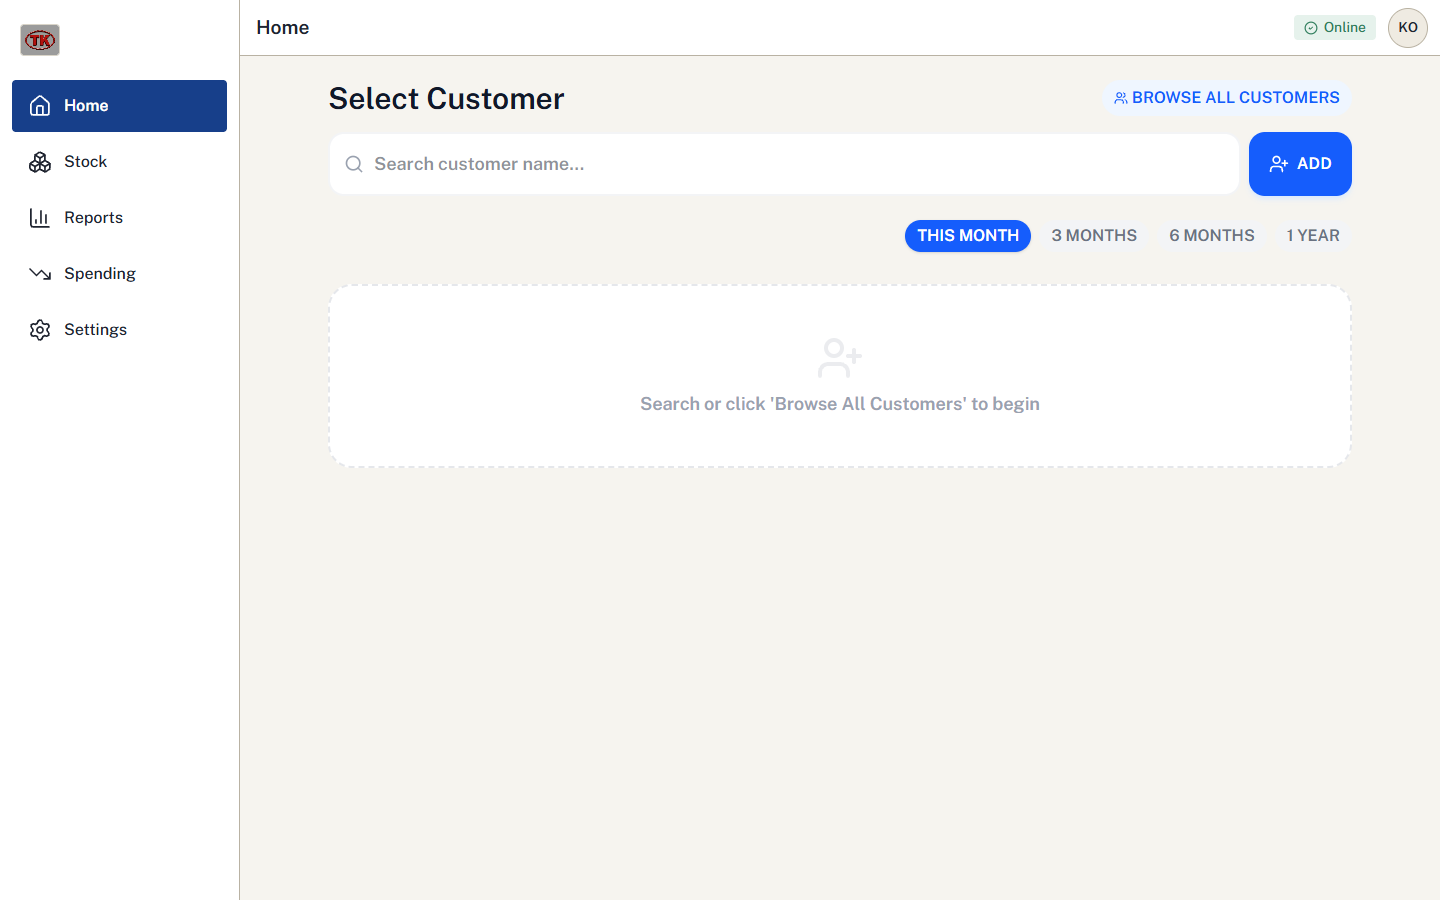 TK
Home
Stock
Reports
Spending
Settings
Home
Online
KO
Select Customer
BROWSE ALL CUSTOMERS
Search customer name...
ADD
THIS MONTH
3 MONTHS
6 MONTHS
1 YEAR
Search or click 'Browse All Customers' to begin